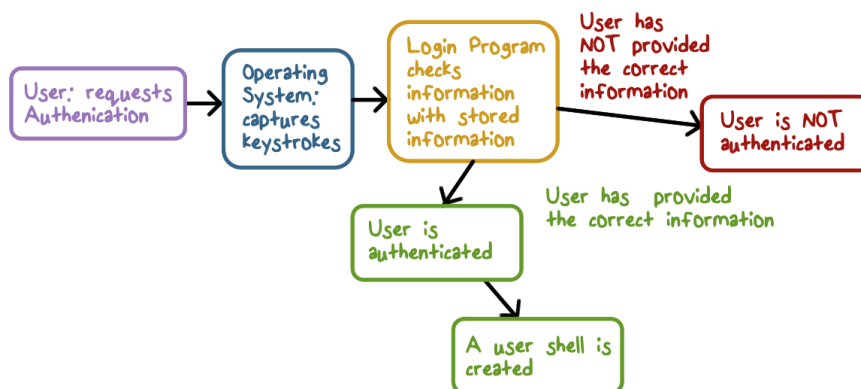 User: requests
Authenication
Operating
System:
captures
keystrokes
Login Program
checks
information
with stored
information
User has
NOT provided
the correct
information
User is NOT
authenticated
User has provided
the correct information
User is
authenticated
A user shell is
created